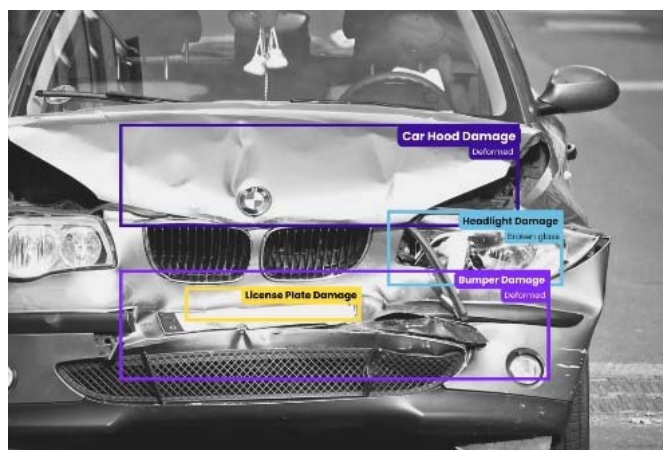 Car Hood Damage
Deformed
Headlight Damage
Broken glass
Bumper Damage
Deformed
License Plate Damage